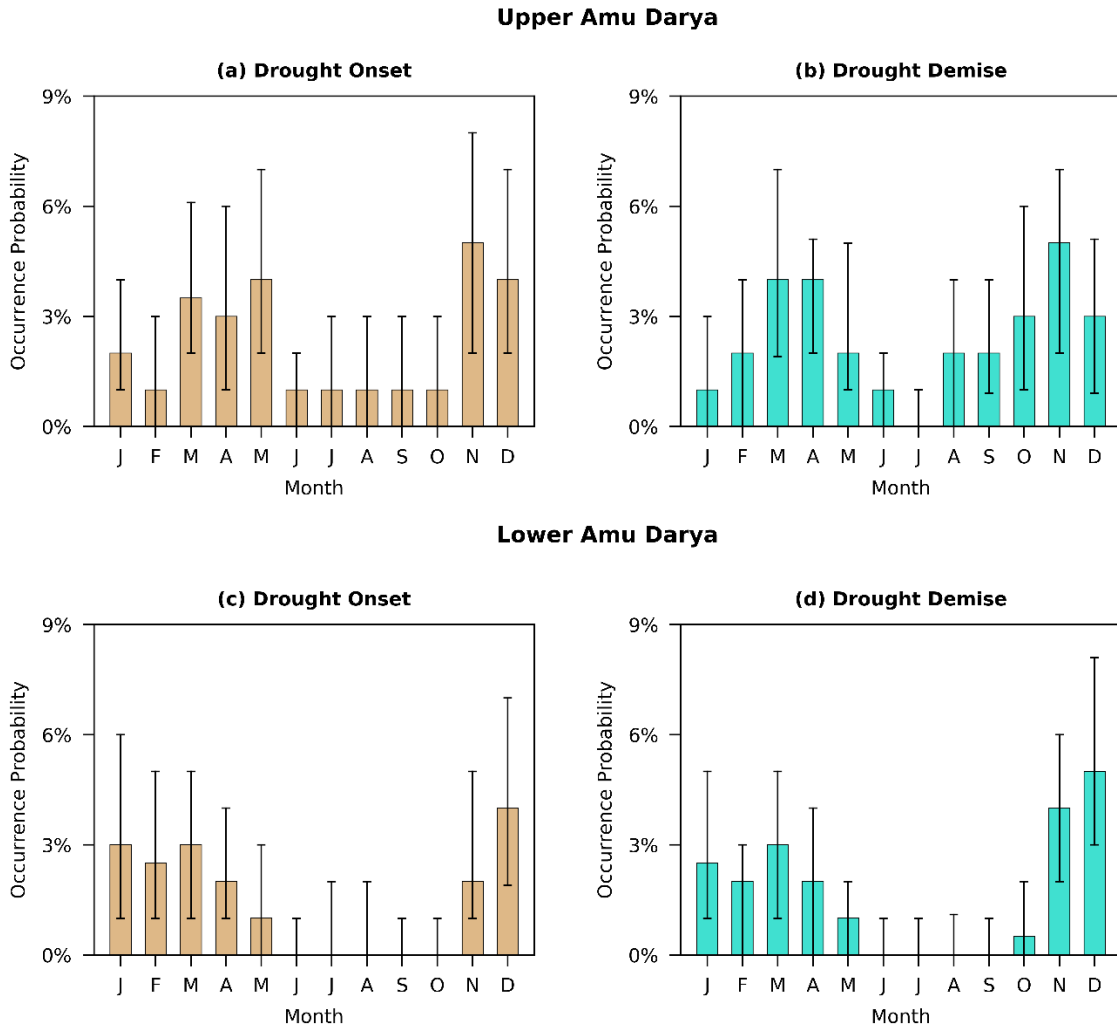 Upper Amu Darya
(a) Drought Onset
Occurrence Probability
9%
6%
3%
0%
J F M A M J J A S O N D
Month
(b) Drought Demise
Occurrence Probability
9%
6%
3%
0%
J F M A M J J A S O N D
Month
Lower Amu Darya
(c) Drought Onset
Occurrence Probability
9%
6%
3%
0%
J F M A M J J A S O N D
Month
(d) Drought Demise
Occurrence Probability
9%
6%
3%
0%
J F M A M J J A S O N D
Month